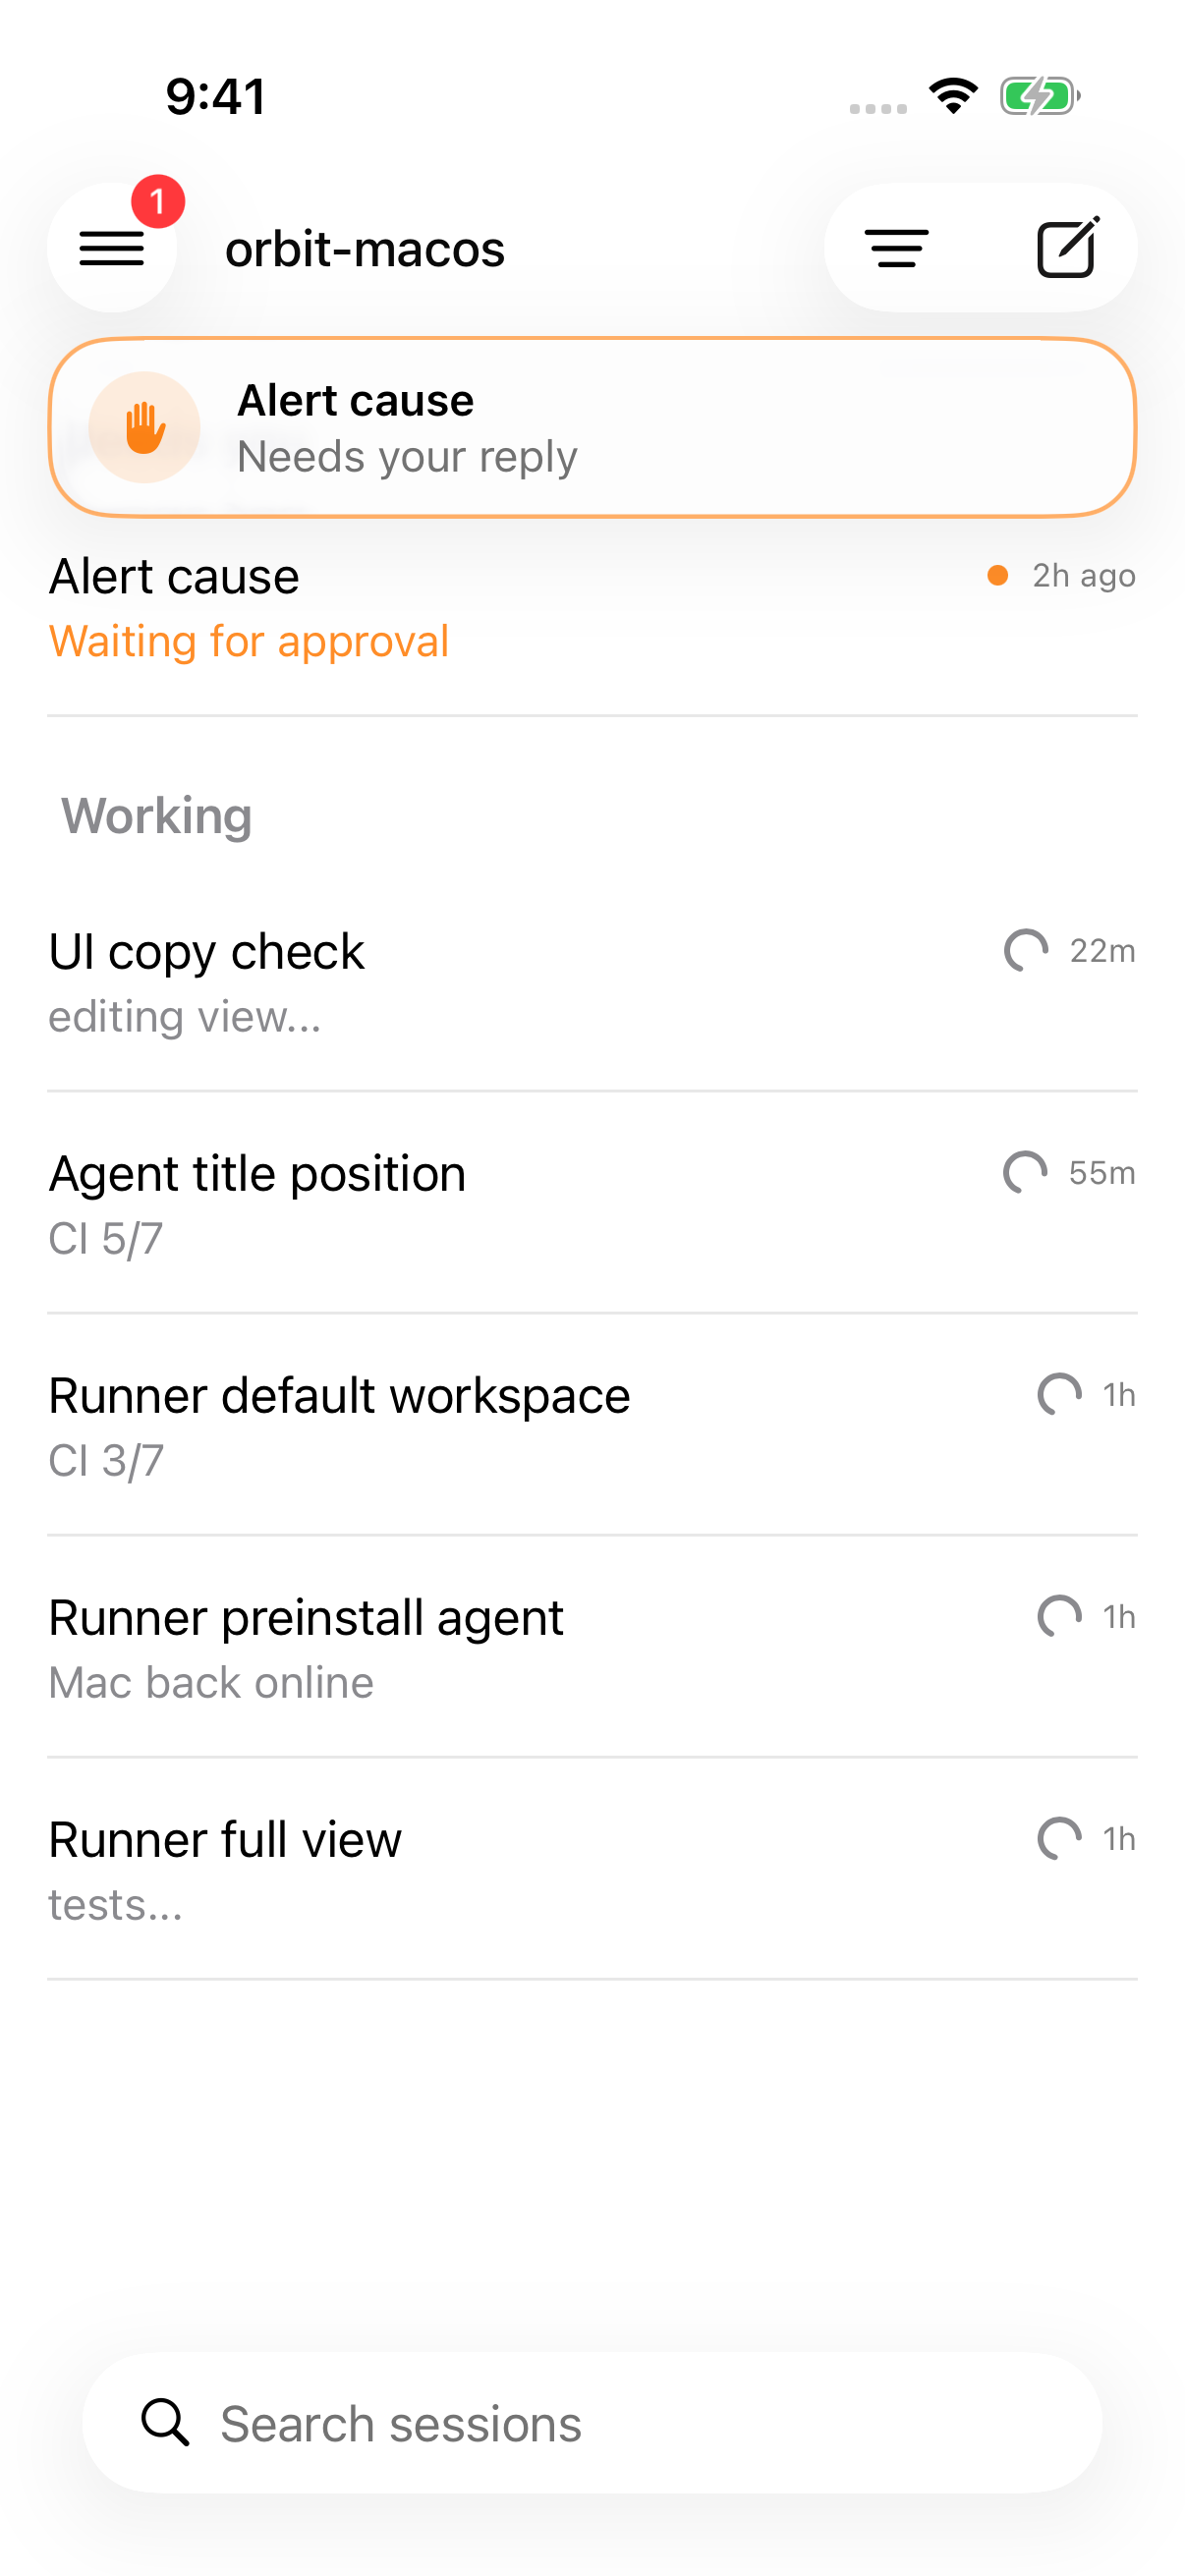 9:41
1
orbit-macos
Alert cause
Needs your reply
Alert cause
2h ago
Waiting for approval
Working
UI copy check
22m
editing view...
Agent title position
55m
CI 5/7
Runner default workspace
1h
CI 3/7
Runner preinstall agent
1h
Mac back online
Runner full view
1h
tests...
Search sessions